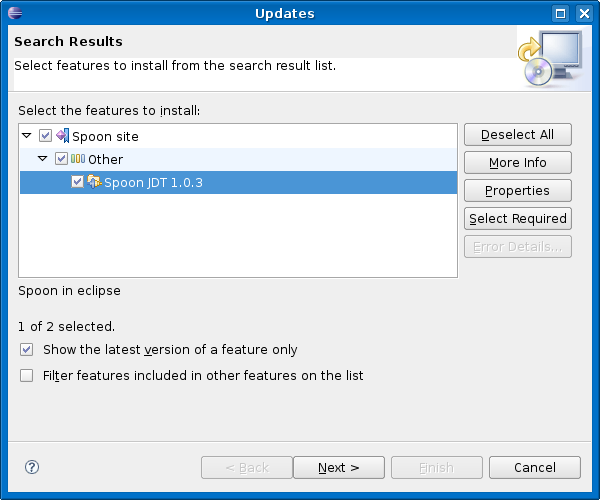 Updates
Search Results
Select features to install from the search result list.
Select the features to install:
Spoon site
Other
Spoon JDT 1.0.3
Deselect All
More Info
Properties
Select Required
Error Details...
Spoon in eclipse
1 of 2 selected.
Show the latest version of a feature only
Filter features included in other features on the list
?
< Back
Next >
Finish
Cancel